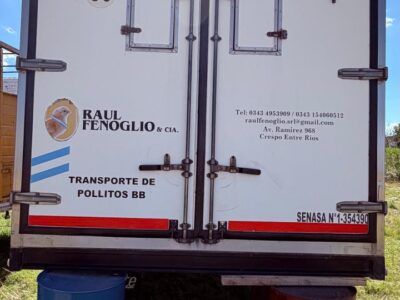 RAUL
FENOGLIO & CIA.
TRANSPORTE DE
POLLITOS BB
Tel: 0343 4953909 / 0343 154060512
raulfenoglio.srl@gmail.com
Av. Ramirez 968
Crespo Entre Rios
SENASA N°1-354390